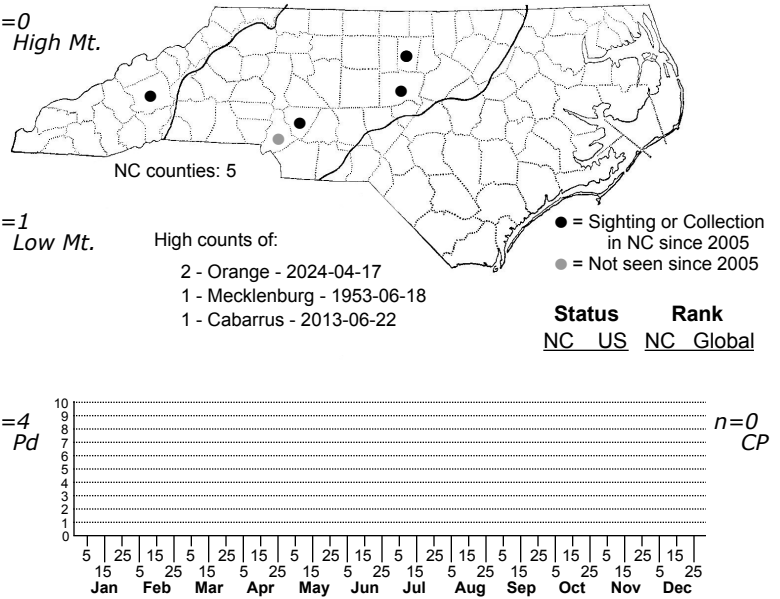 =0
High Mt.
NC counties: 5
=1
Low Mt.
High counts of:
2 - Orange - 2024-04-17
1 - Mecklenburg - 1953-06-18
1 - Cabarrus - 2013-06-22
= Sighting or Collection
in NC since 2005
= Not seen since 2005
Status Rank
NC US NC Global
=4
Pd
n=0
CP
10
9
8
7
6
5
4
3
2
1
0
5 25 15 5 25 15 5 25 15 5 25 15 5 25 15 5 25 15
15 5 25 15 5 25 15 5 25 15 5 25 15 5 25 15 5 25
Jan Feb Mar Apr May Jun Jul Aug Sep Oct Nov Dec